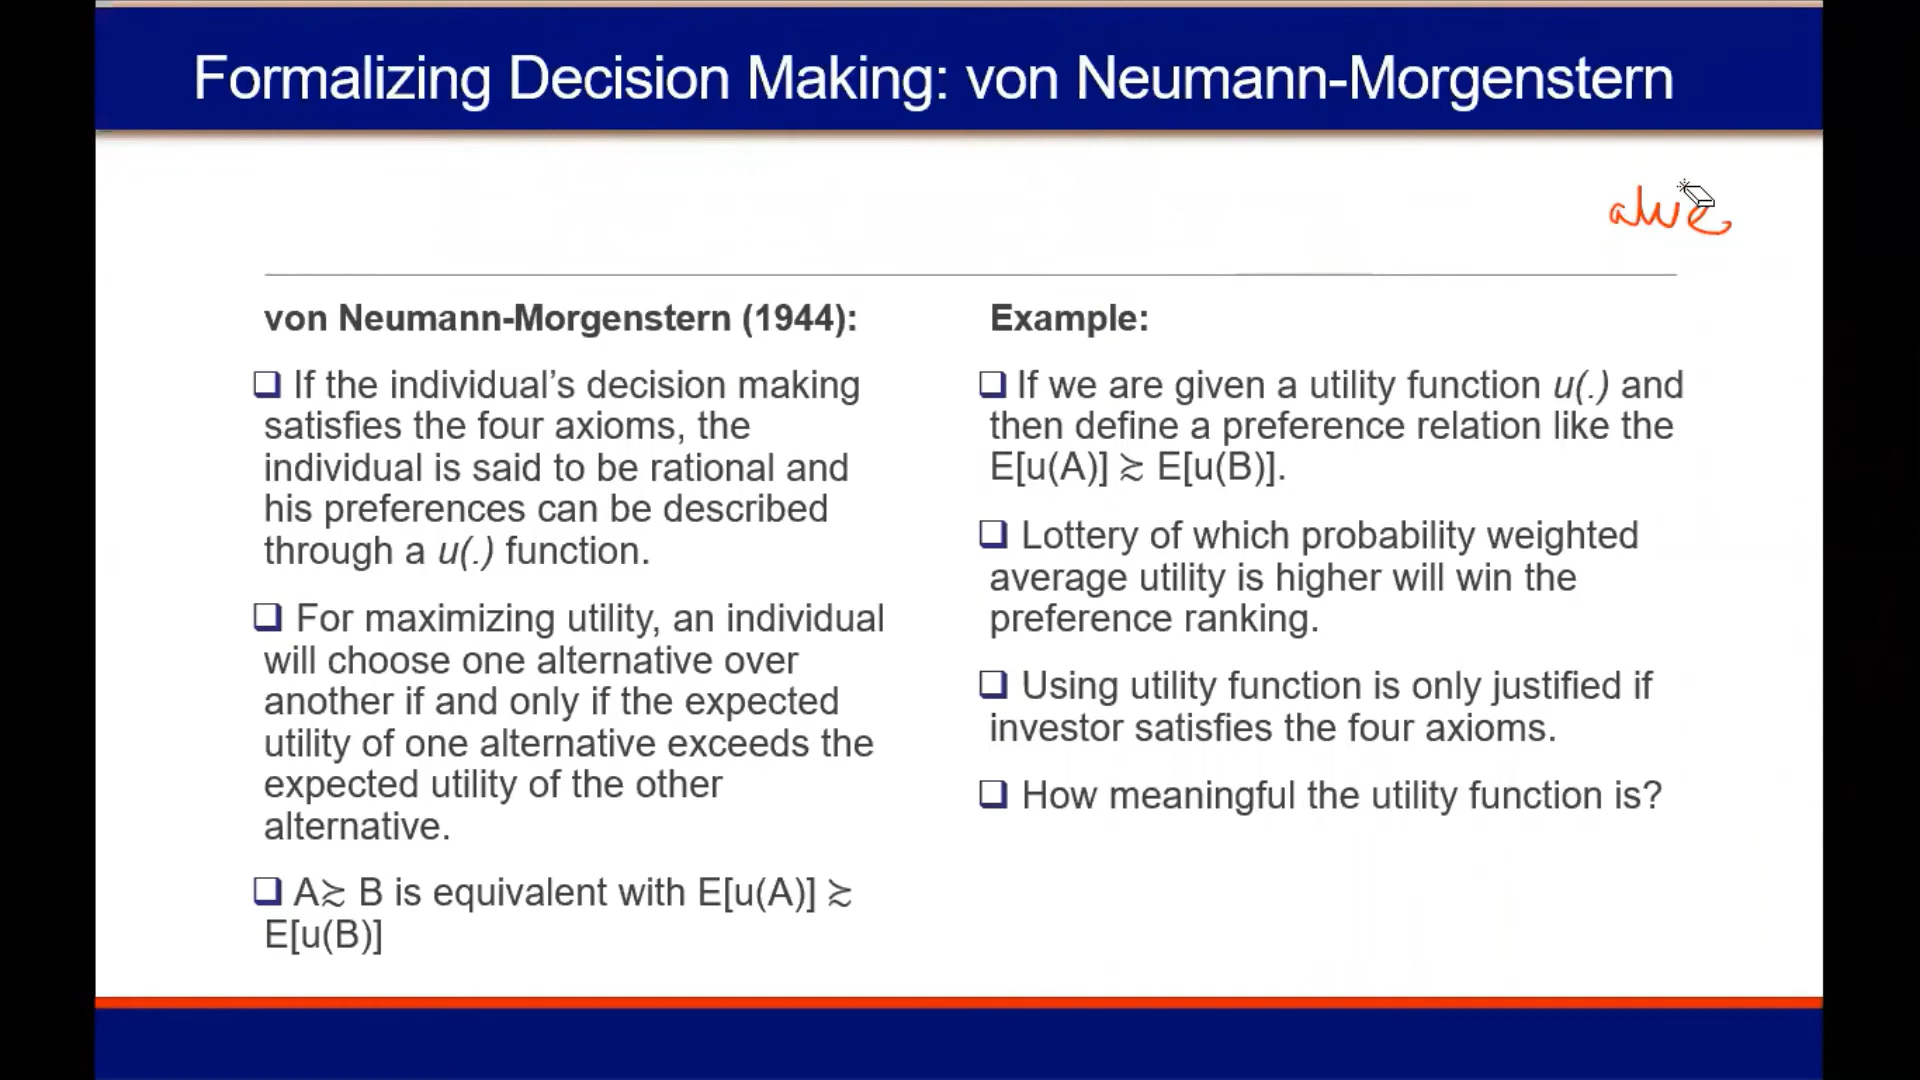 Formalizing Decision Making: von Neumann-Morgenstern
von Neumann-Morgenstern (1944):
❑ If the individual’s decision making
satisfies the four axioms, the
individual is said to be rational and
his preferences can be described
through a u(.) function.
❑ For maximizing utility, an individual
will choose one alternative over
another if and only if the expected
utility of one alternative exceeds the
expected utility of the other
alternative.
❑ A≿ B is equivalent with E[u(A)] ≿
E[u(B)]
Example:
❑ If we are given a utility function u(.) and
then define a preference relation like the
E[u(A)] ≿ E[u(B)].
❑ Lottery of which probability weighted
average utility is higher will win the
preference ranking.
❑ Using utility function is only justified if
investor satisfies the four axioms.
❑ How meaningful the utility function is?